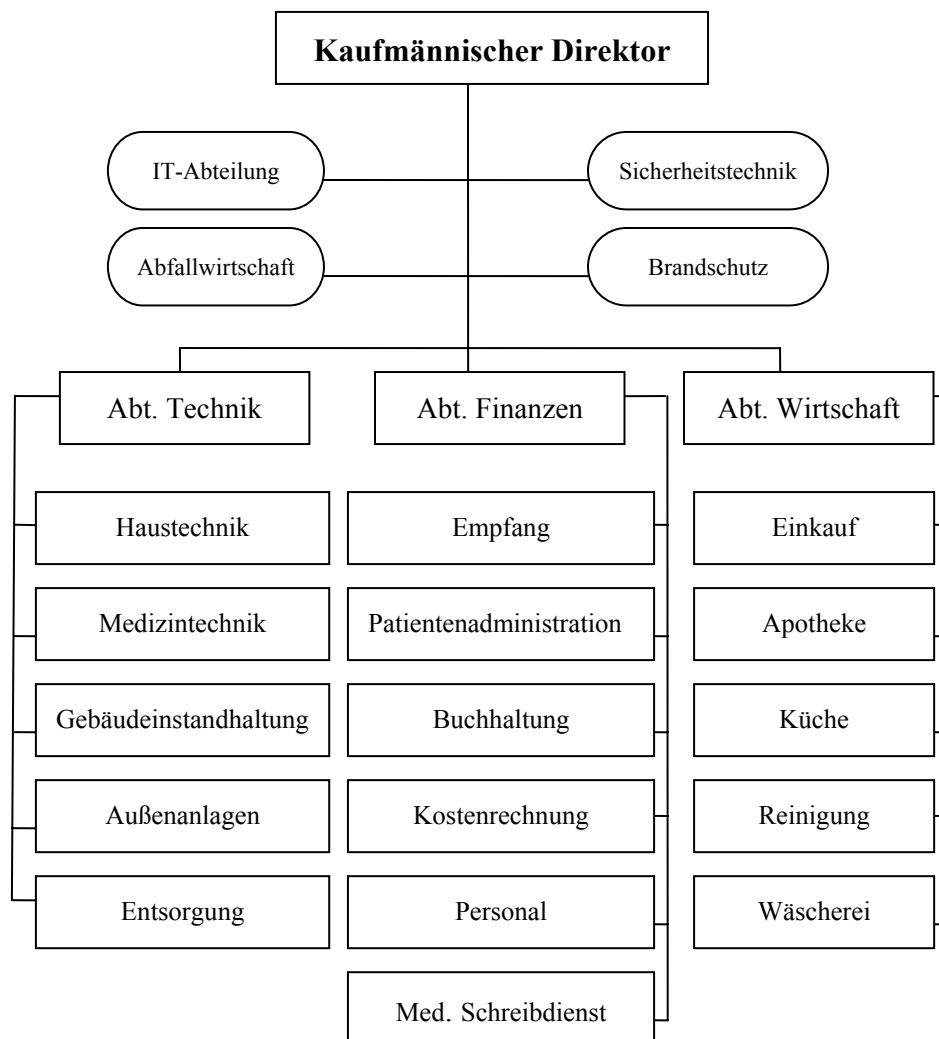 Kaufmännischer Direktor
IT-Abteilung
Sicherheitstechnik
Abfallwirtschaft
Brandschutz
Abt. Technik
Abt. Finanzen
Abt. Wirtschaft
Haustechnik
Empfang
Einkauf
Medizintechnik
Patientenadministration
Apotheke
Gebäudeinstandhaltung
Buchhaltung
Küche
Außenanlagen
Kostenrechnung
Reinigung
Entsorgung
Personal
Wäscherei
Med. Schreibdienst